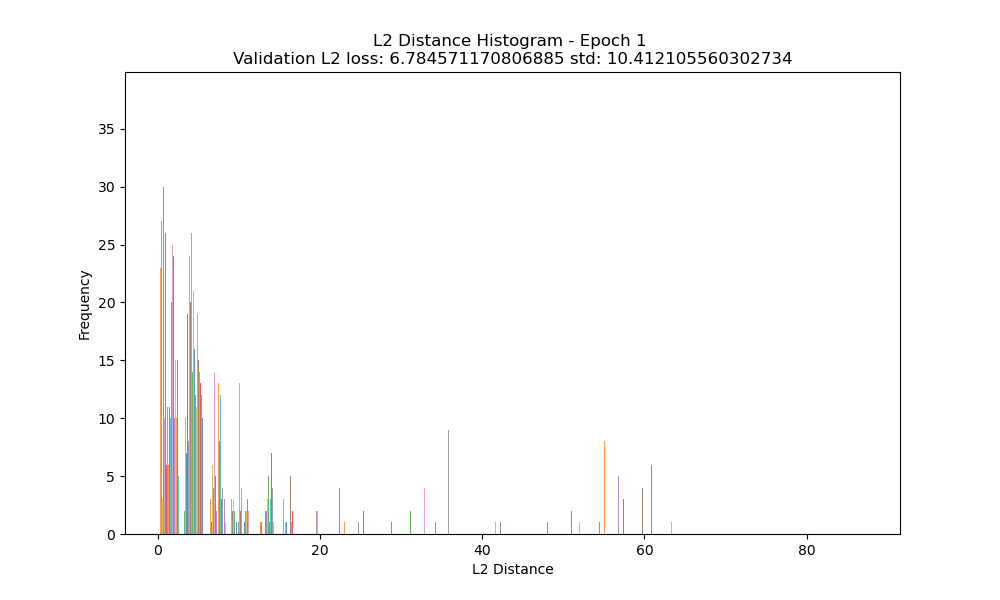 L2 Distance Histogram - Epoch 1
Validation L2 loss: 6.784571170806885 std: 10.412105560302734
Frequency
35
30
25
20
15
10
5
0
0 20 40 60 80
L2 Distance